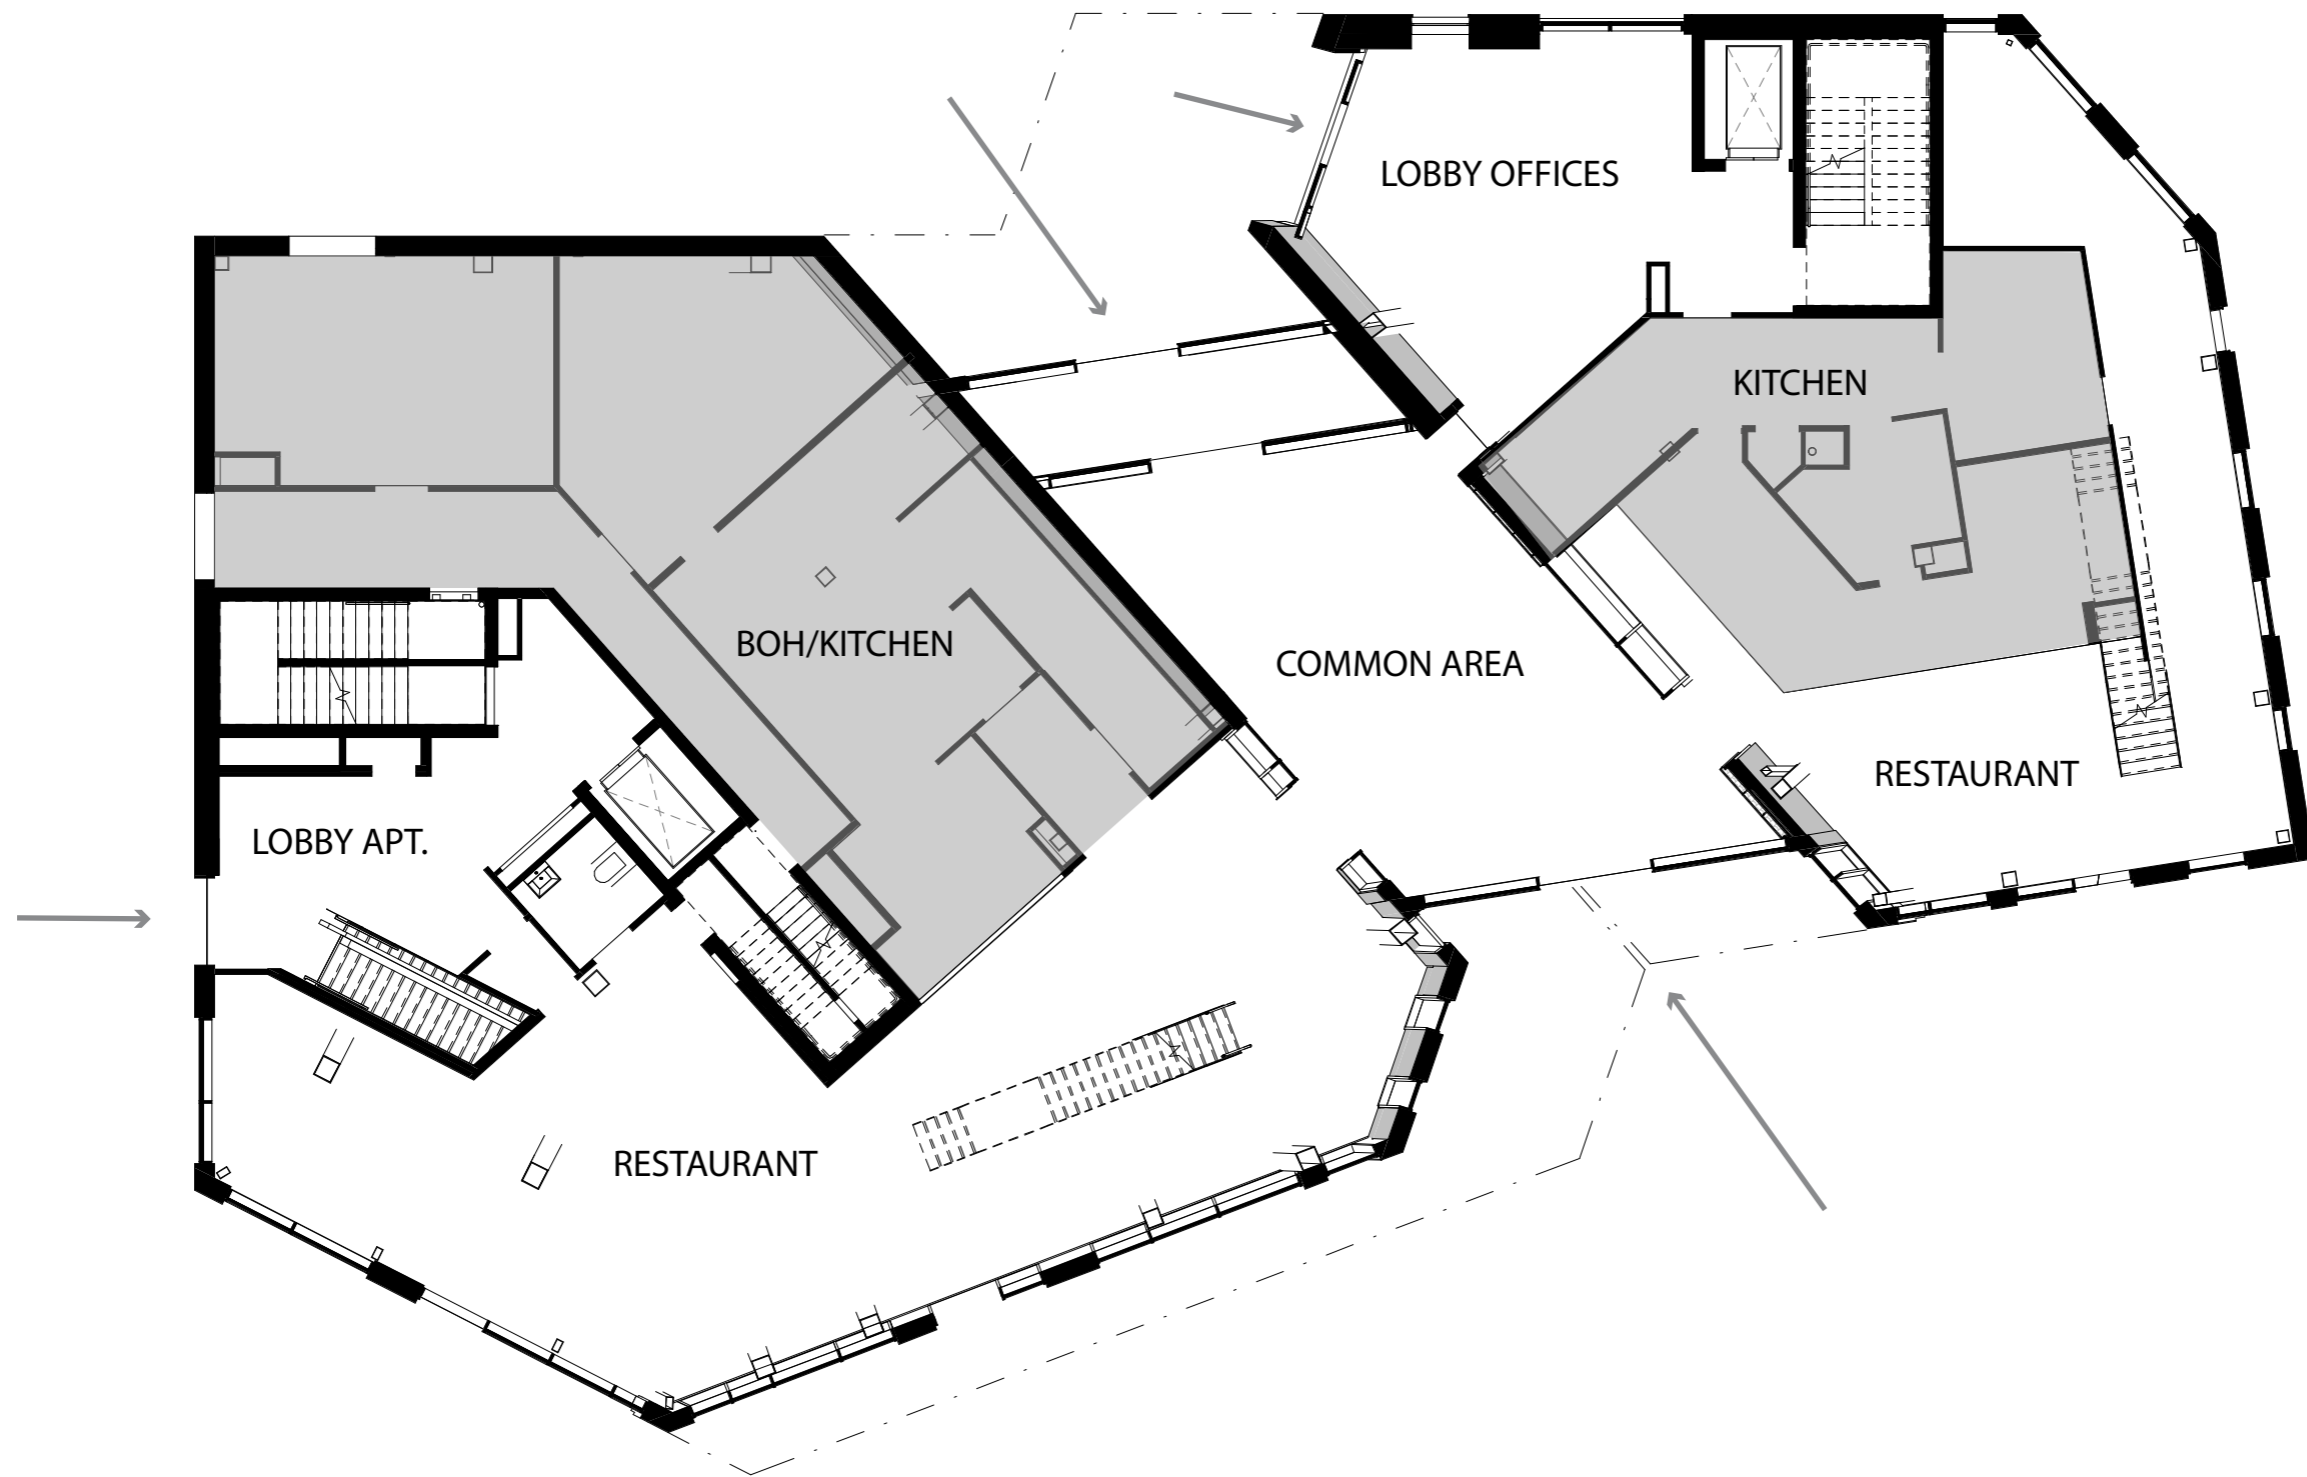 LOBBY OFFICES
KITCHEN
BOH/KITCHEN
COMMON AREA
RESTAURANT
LOBBY APT.
RESTAURANT